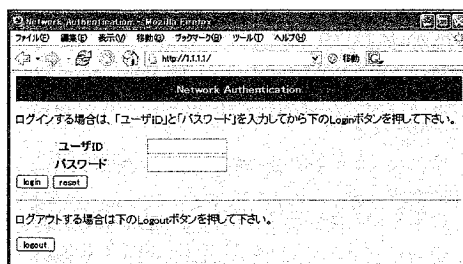 Network Authentication - Mozilla Firefox
ファイル(F) 編集(E) 表示(V) 移動(G) ブックマーク(B) ツール(T) ヘルプ(H)
http://1.1.1.1/ 移動
Network Authentication
ログインする場合は、「ユーザID」と「パスワード」を入力してから下のLoginボタンを押して下さい。
ユーザID
パスワード
login reset
ログアウトする場合は下のLogoutボタンを押して下さい。
logout